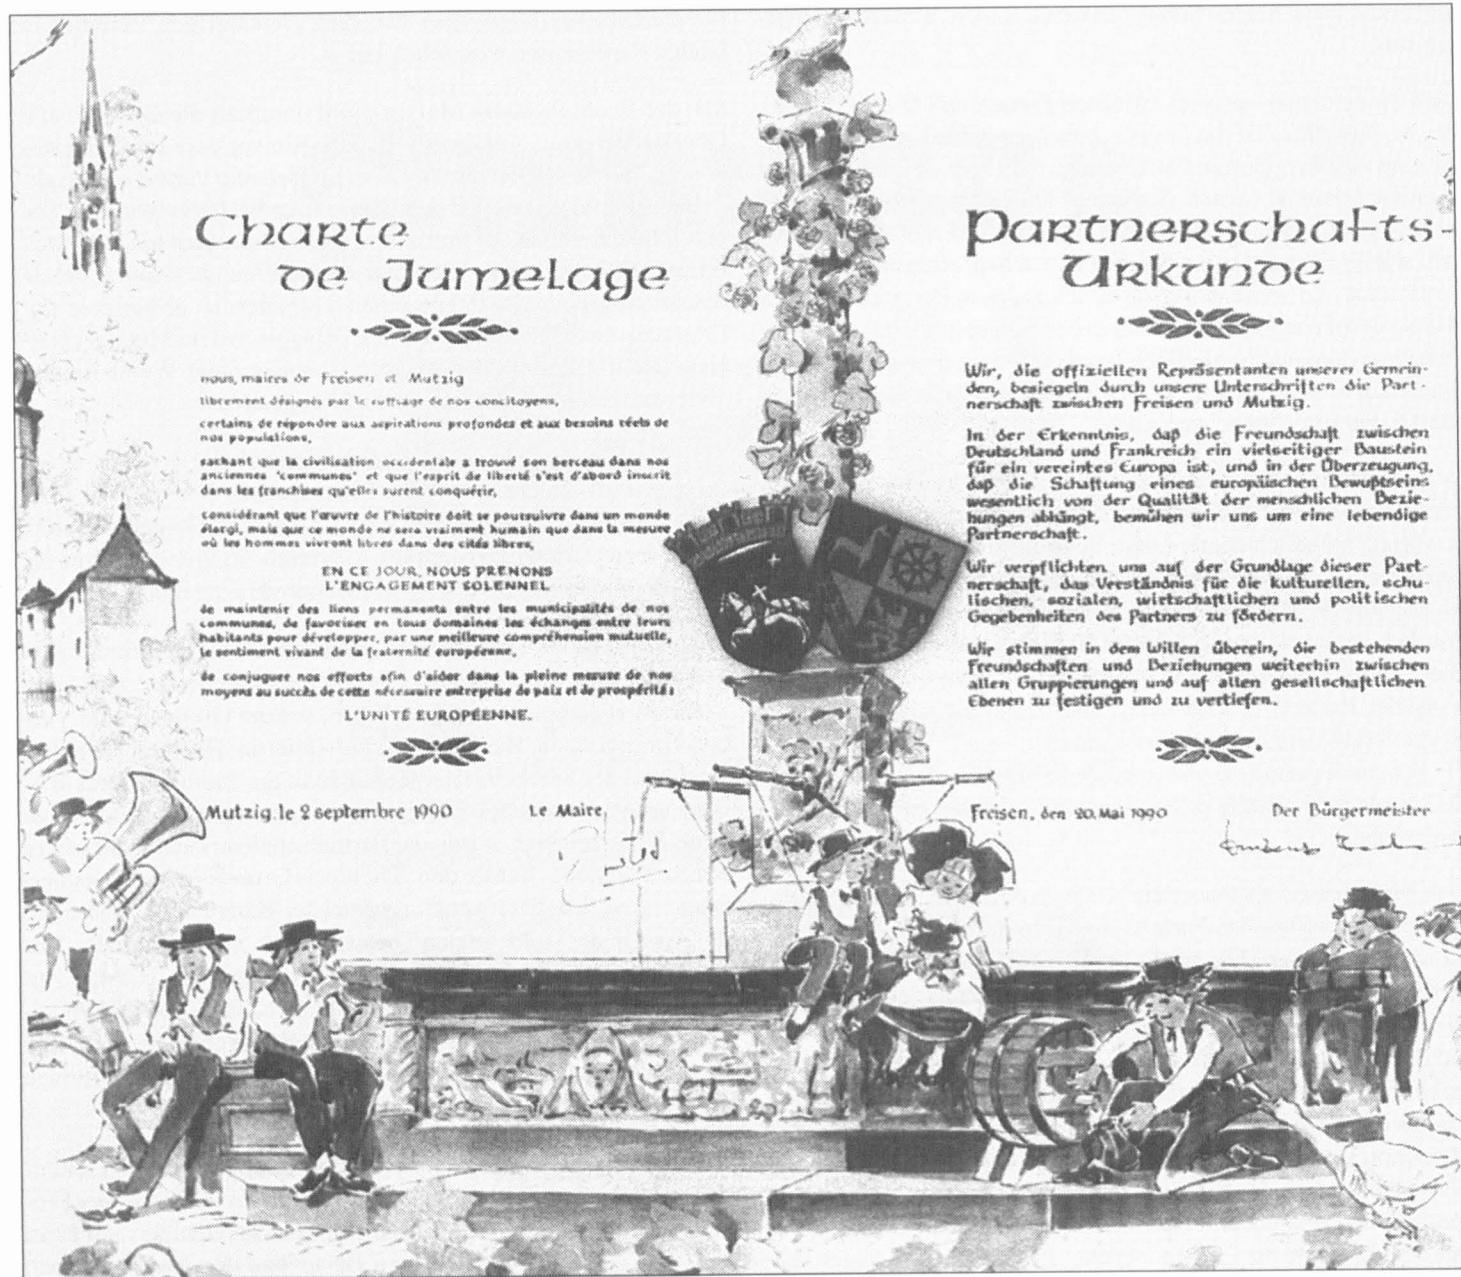 Charte
de Jumelage
nous, maires de Freisen et Mutzig
librement désignés par le suffrage de nos concitoyens,
certains de répondre aux aspirations profondes et aux besoins réels de
nos populations,
sachant que la civilisation occidentale a trouvé son berceau dans nos
anciennes "communes" et que l'esprit de liberté s'est d'abord inscrit
dans les franchises qu'elles surent conquérir,
considérant que l'œuvre de l'histoire doit se poursuivre dans un monde
élargi, mais que ce monde ne sera vraiment humain que dans la mesure
où les hommes vivront libres dans des cités libres,
EN CE JOUR, NOUS PRENONS
L'ENGAGEMENT SOLENNEL
de maintenir des liens permanents entre les municipalités de nos
communes, de favoriser en tous domaines les échanges entre leurs
habitants pour développer, par une meilleure compréhension mutuelle,
le sentiment vivant de la fraternité européenne,
de conjuguer nos efforts afin d'aider dans la pleine mesure de nos
moyens au succès de cette nécessaire entreprise de paix et de prospérité:
L'UNITÉ EUROPÉENNE.
Mutzig, le 2 septembre 1990 Le Maire,
Partnerschafts-
Urkunde
Wir, die offiziellen Repräsentanten unserer Gemein-
den, besiegeln durch unsere Unterschriften die Part-
nerschaft zwischen Freisen und Mutzig.
In der Erkenntnis, daß die Freundschaft zwischen
Deutschland und Frankreich ein vielseitiger Baustein
für ein vereintes Europa ist, und in der Überzeugung,
daß die Schaffung eines europäischen Bewußtseins
wesentlich von der Qualität der menschlichen Bezie-
hungen abhängt, bemühen wir uns um eine lebendige
Partnerschaft.
Wir verpflichten uns auf der Grundlage dieser Part-
nerschaft, das Verständnis für die kulturellen, schu-
lischen, sozialen, wirtschaftlichen und politischen
Gegebenheiten des Partners zu fördern.
Wir stimmen in dem Willen überein, die bestehenden
Freundschaften und Beziehungen weiterhin zwischen
allen Gruppierungen und auf allen gesellschaftlichen
Ebenen zu festigen und zu vertiefen.
Freisen, den 20. Mai 1990 Der Bürgermeister